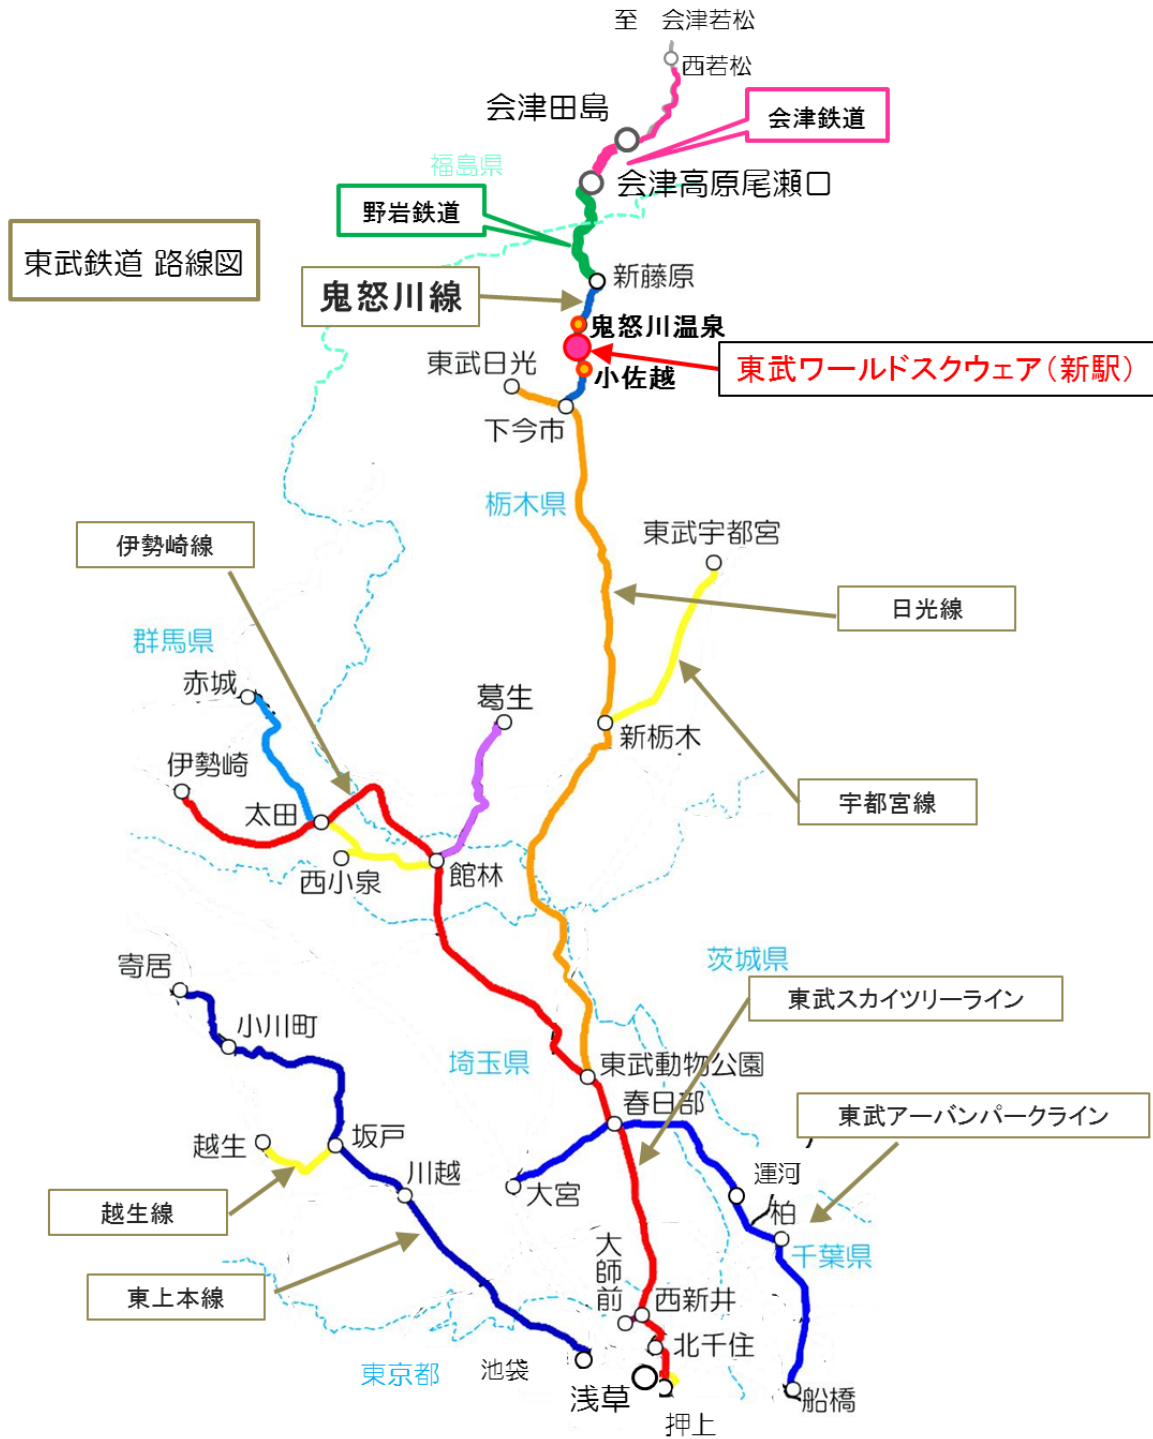 至 会津若松
西若松
会津田島
会津鉄道
福島県
会津高原尾瀬口
野岩鉄道
東武鉄道 路線図
新藤原
鬼怒川線
鬼怒川温泉
東武日光
東武ワールドスクウェア(新駅)
小佐越
下今市
栃木県
東武宇都宮
伊勢崎線
日光線
群馬県
赤城
葛生
新栃木
伊勢崎
宇都宮線
太田
西小泉
館林
茨城県
寄居
東武スカイツリーライン
小川町
埼玉県
東武動物公園
春日部
東武アーバンパークライン
越生
坂戸
川越
大宮
運河
柏
越生線
千葉県
大師前
東上本線
西新井
北千住
東京都
池袋
浅草
船橋
押上